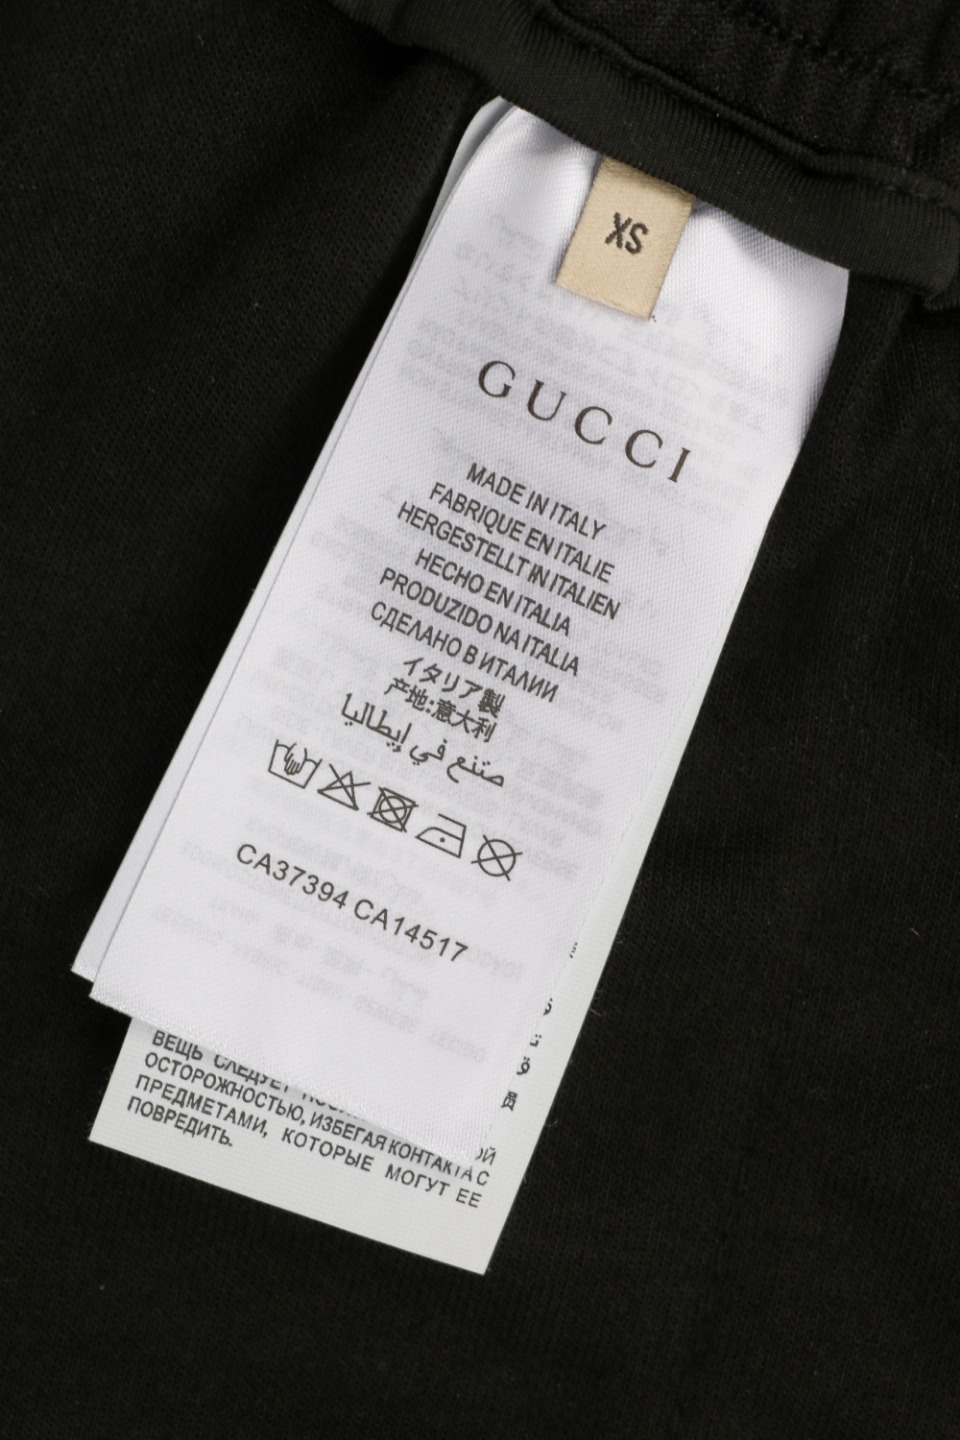 XS
GUCCI
MADE IN ITALY
FABRIQUE EN ITALIE
HERGESTELLT IN ITALIEN
HECHO EN ITALIA
PRODUZIDO NA ITALIA
СДЕЛАНО В ИТАЛИИ
イタリア製
产地:意大利
صنع في إيطاليا
CA37394 CA14517
ВЕЩЬ СЛЕДУЕТ
ОСТОРОЖНОСТЬЮ, ИЗБЕГАЯ КОНТАКТА С
ПРЕДМЕТАМИ, КОТОРЫЕ МОГУТ ЕЕ
ПОВРЕДИТЬ.